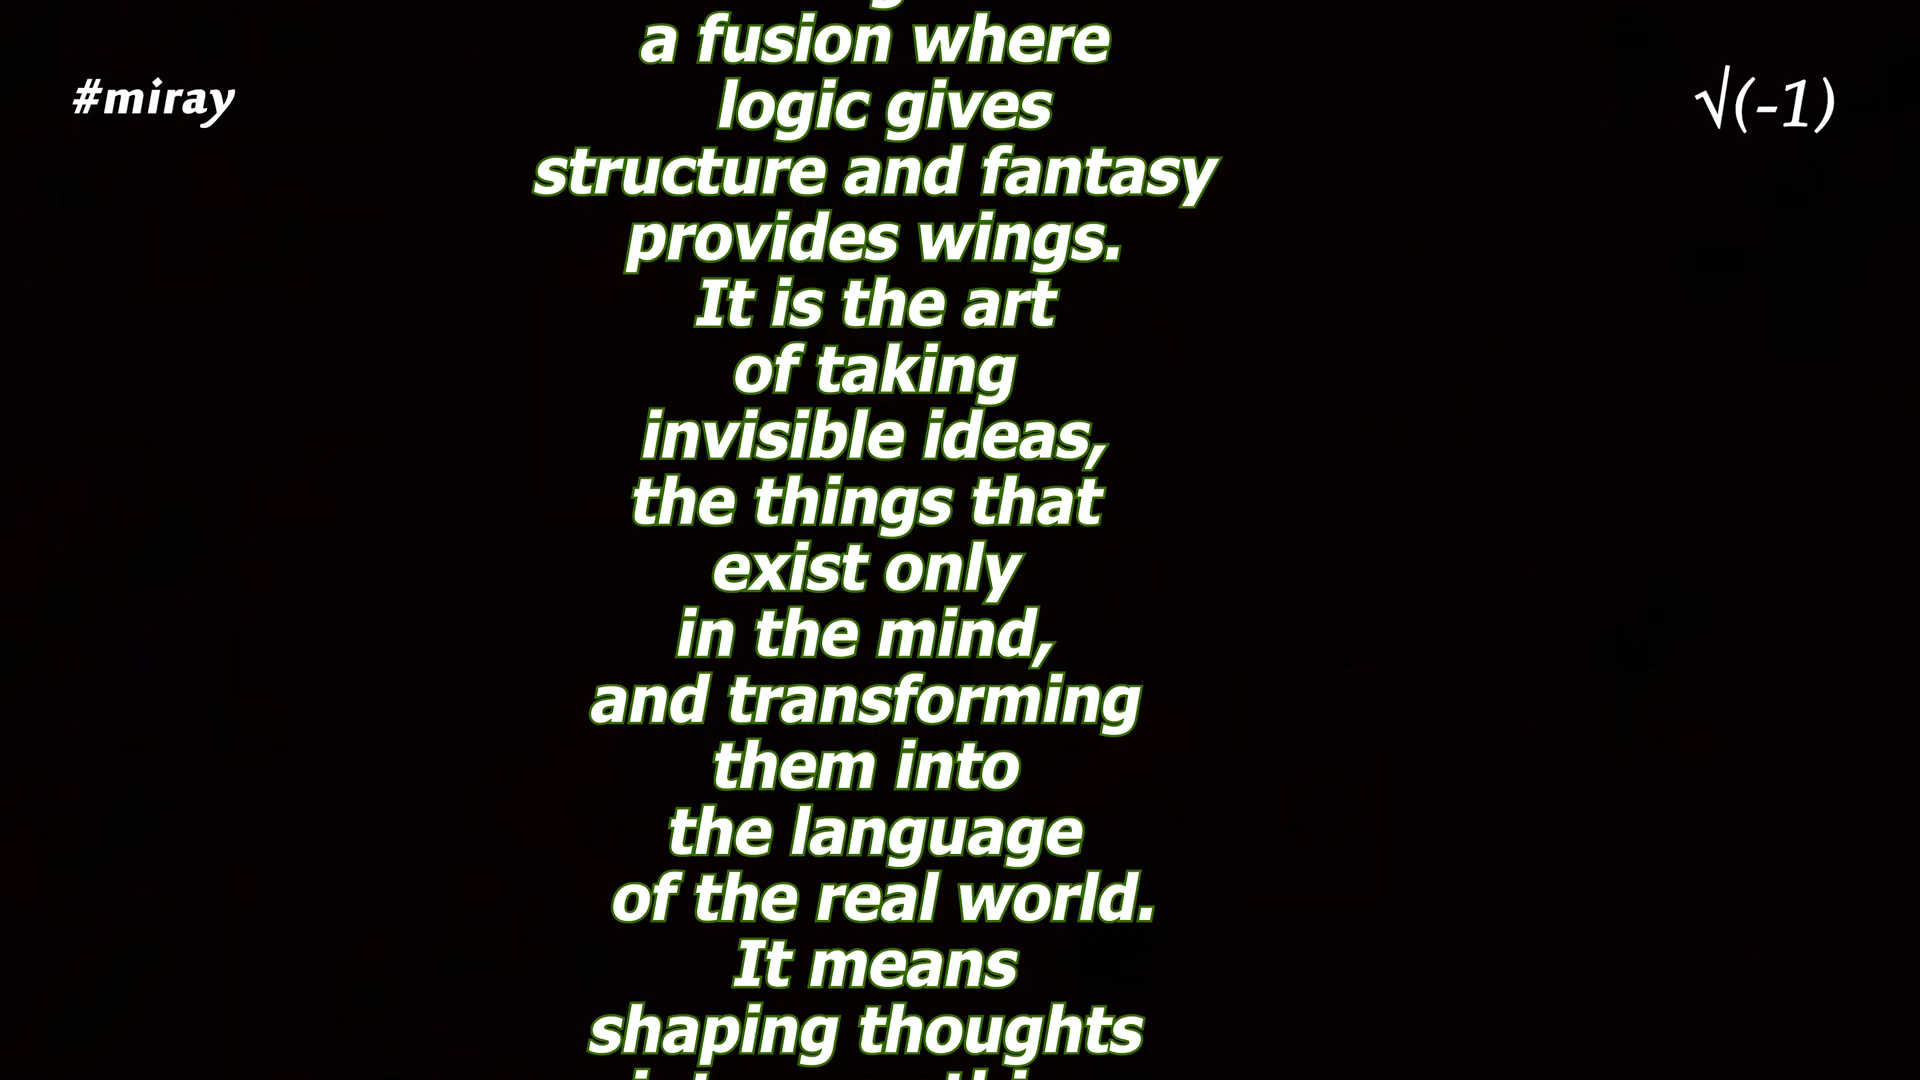 a fusion where
#miray
√(-1)
logic gives
structure and fantasy
provides wings.
It is the art
of taking
invisible ideas,
the things that
exist only
in the mind,
and transforming
them into
the language
of the real world.
It means
shaping thoughts